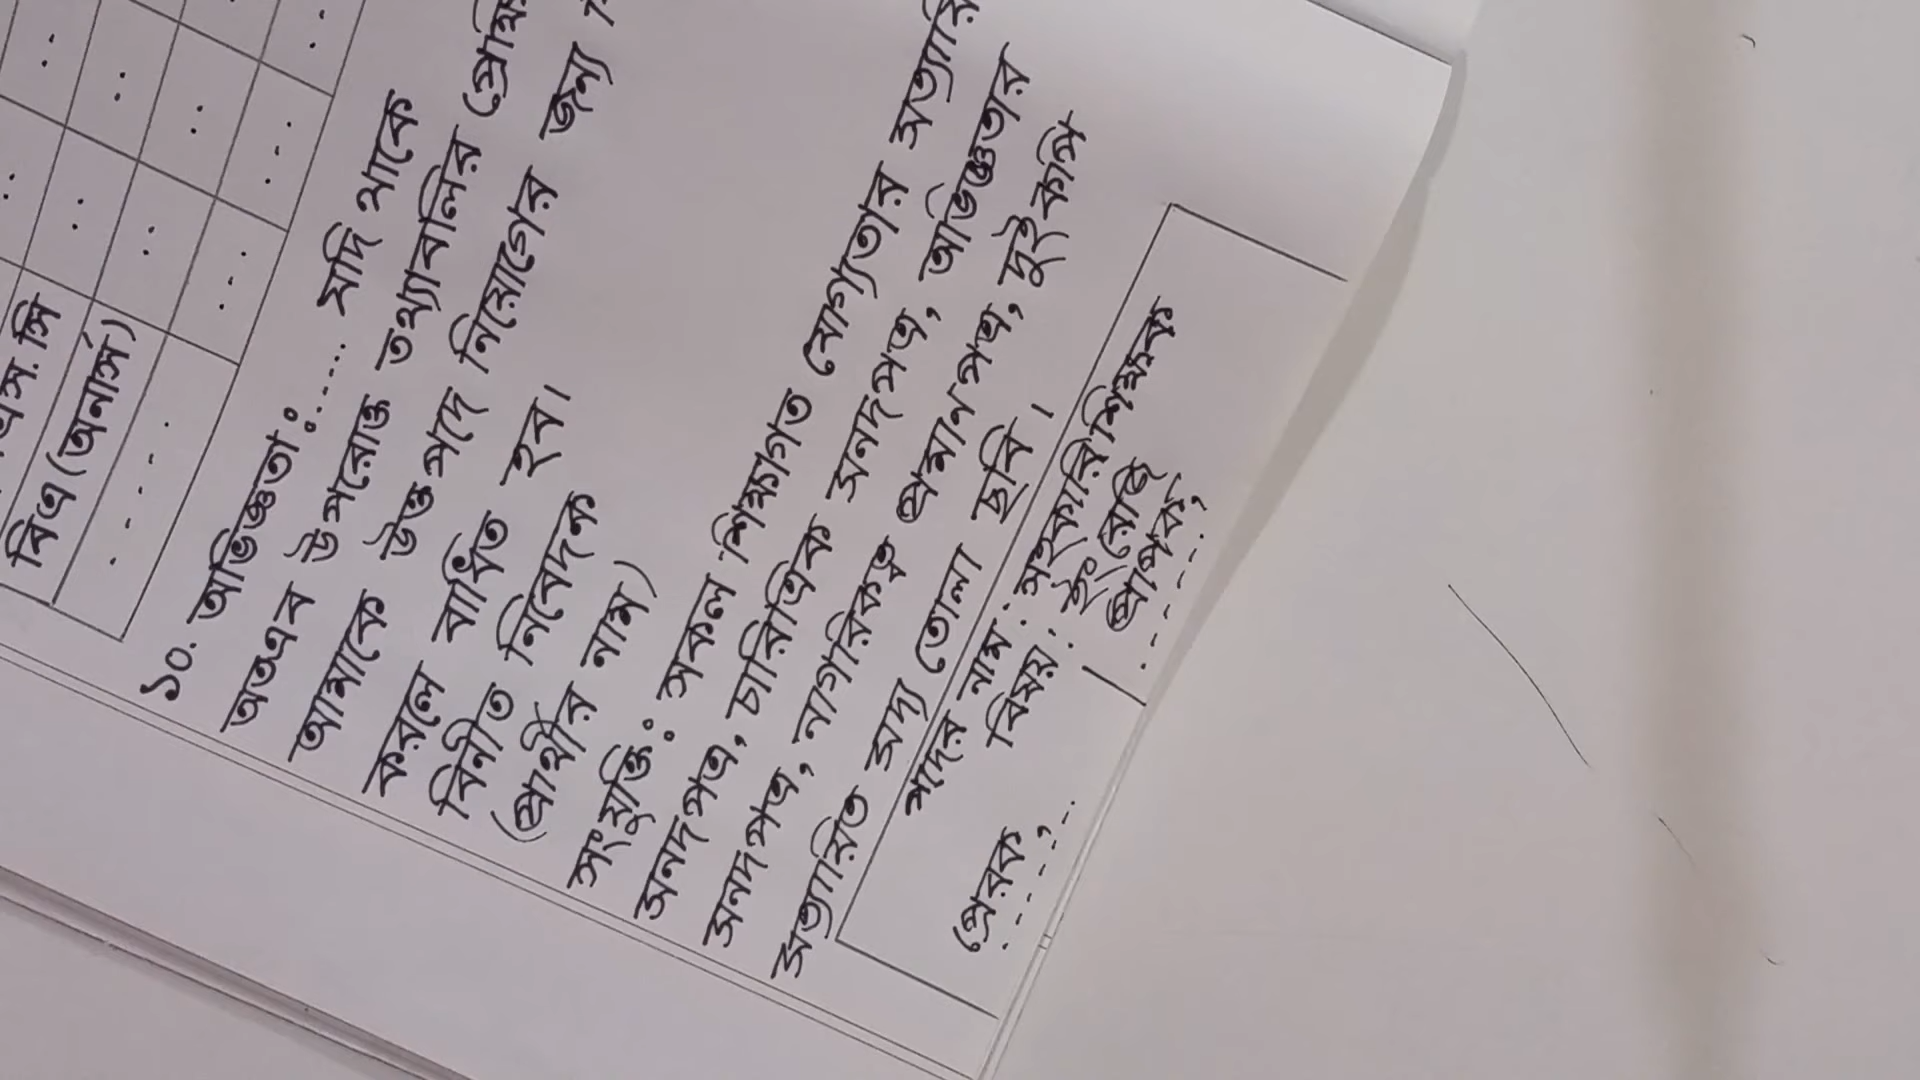 এস.সি
বিএ (অনার্স)
১০. অভিজ্ঞতা: ..... যদি থাকে
অতএব উপরোক্ত তথ্যাবলির প্রেক্ষি
আমাকে উক্ত পদে নিয়োগের জন্য
করলে বাধিত হব।
বিনীত নিবেদক
(প্রার্থীর নাম)
সংযুক্তি: সকল শিক্ষাগত যোগ্যতার সত্যায়ি
সনদপত্র, চারিত্রিক সনদপত্র, অভিজ্ঞতার
সনদপত্র, নাগরিকত্ব প্রমাণপত্র, দুই কপি
সত্যায়িত সদ্য তোলা ছবি।
পদের নাম: সহকারি শিক্ষক
বিষয়: ইংরেজি
প্রেরক, প্রাপক,